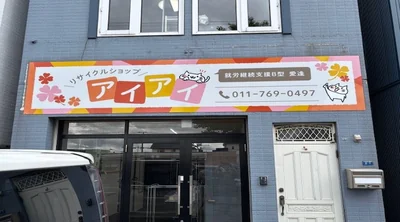 リサイクルショップ
アイアイ
就労継続支援B型 愛逢
011-769-0497